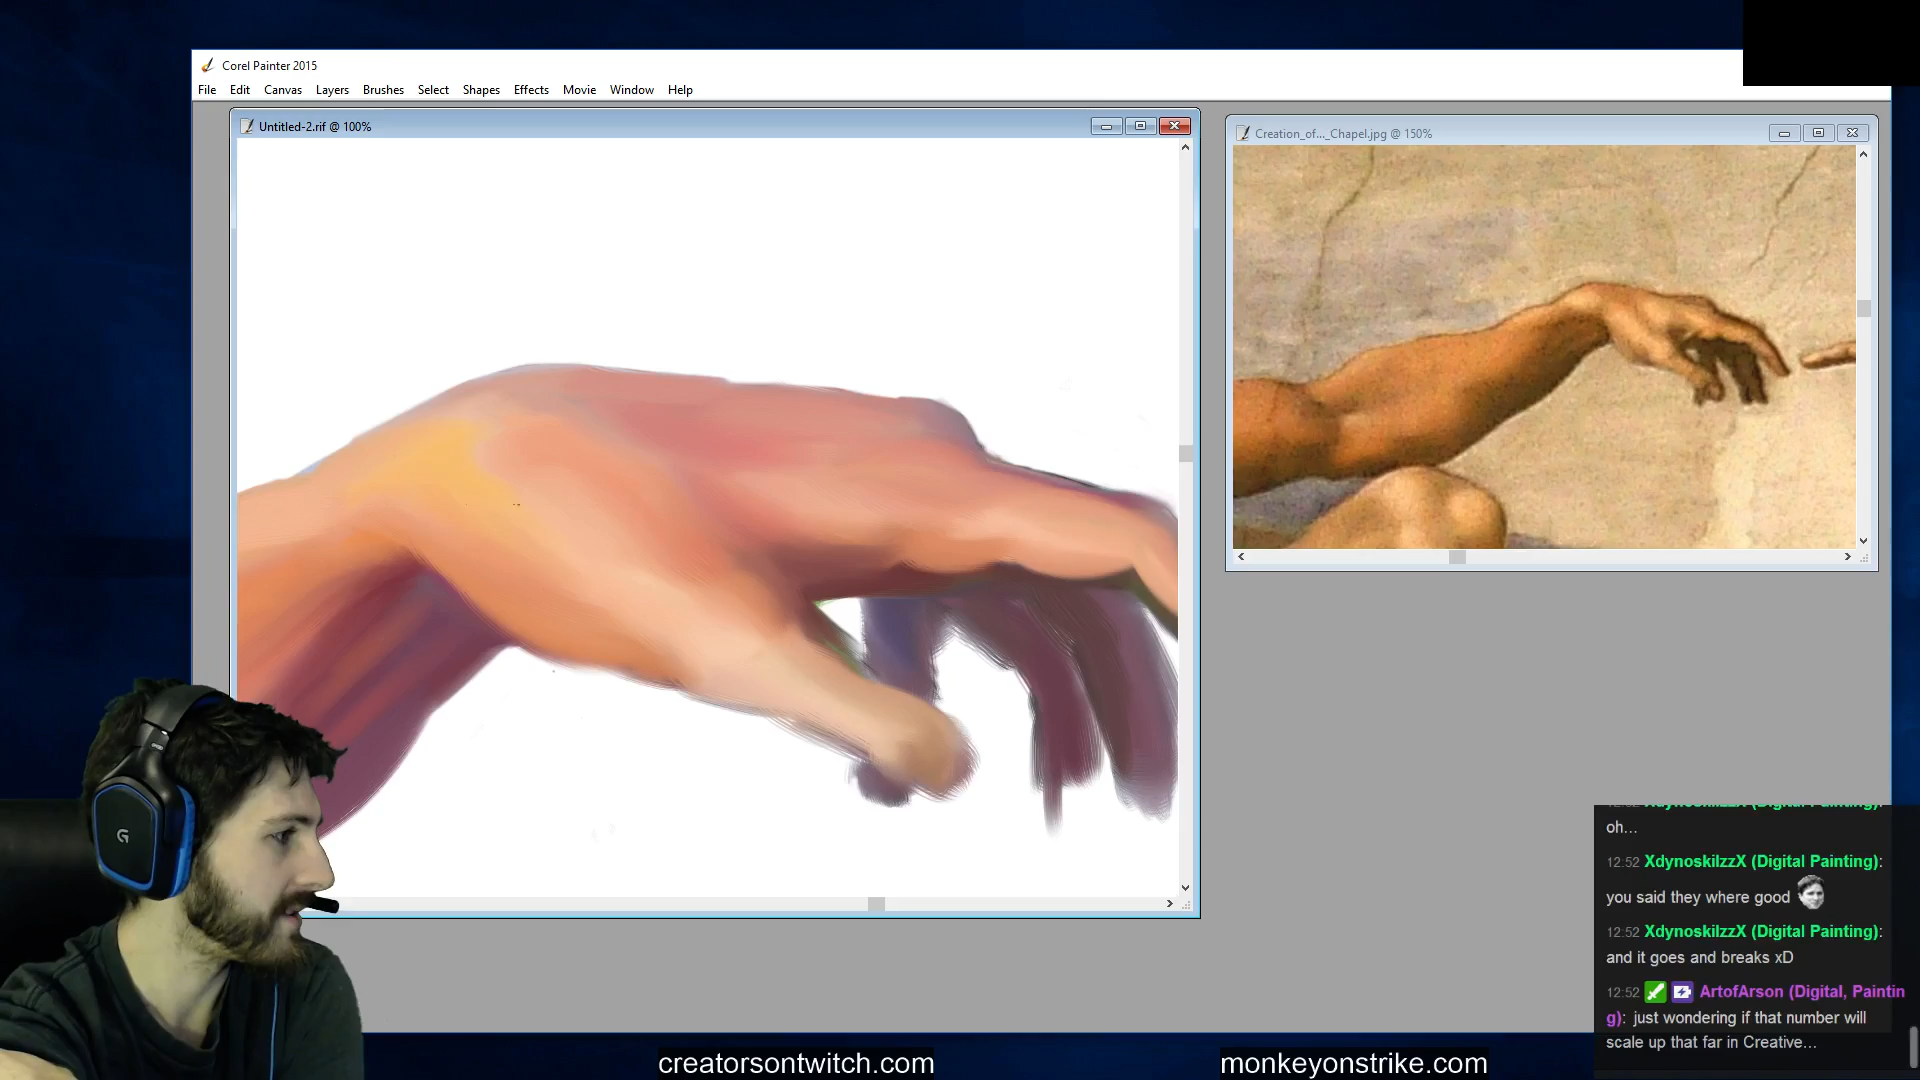 Corel Painter 2015
File Edit Canvas Layers Brushes Select Shapes Effects Movie Window Help
Untitled-2.rif @ 100%
Creation_of..._Chapel.jpg @ 150%
G
XdynoskilzzX (Digital Painting):
oh...
12:52 XdynoskilzzX (Digital Painting):
you said they where good
12:52 XdynoskilzzX (Digital Painting):
and it goes and breaks xD
12:52 ArtofArson (Digital, Paintin
g): just wondering if that number will
scale up that far in Creative...
creatorsontwitch.com
monkeyonstrike.com